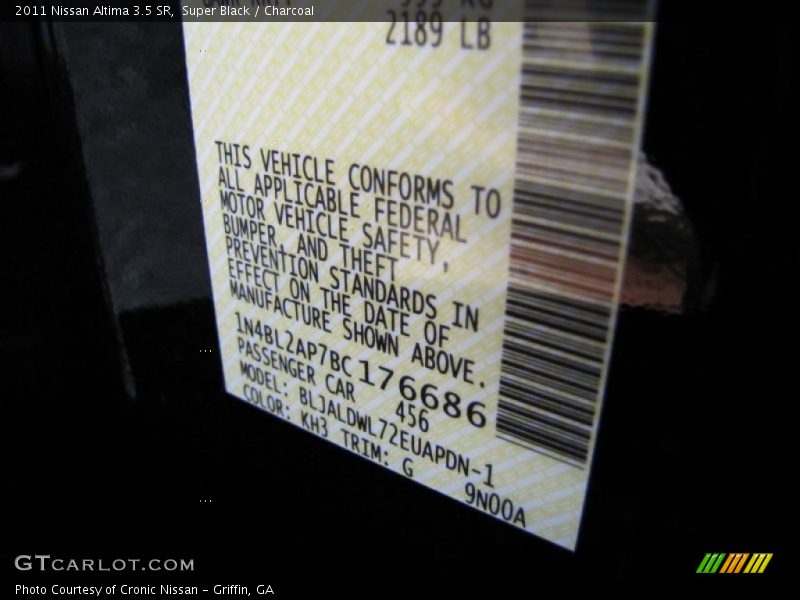 2011 Nissan Altima 3.5 SR, Super Black / Charcoal
2189 LB
THIS VEHICLE CONFORMS TO
ALL APPLICABLE FEDERAL
MOTOR VEHICLE SAFETY,
BUMPER, AND THEFT
PREVENTION STANDARDS IN
EFFECT ON THE DATE OF
MANUFACTURE SHOWN ABOVE.
1N4BL2AP7BC176686
PASSENGER CAR 456
MODEL: BLJALDWL72EUAPDN-1
COLOR: KH3 TRIM: G 9N00A
GTCARLOT.COM
Photo Courtesy of Cronic Nissan - Griffin, GA